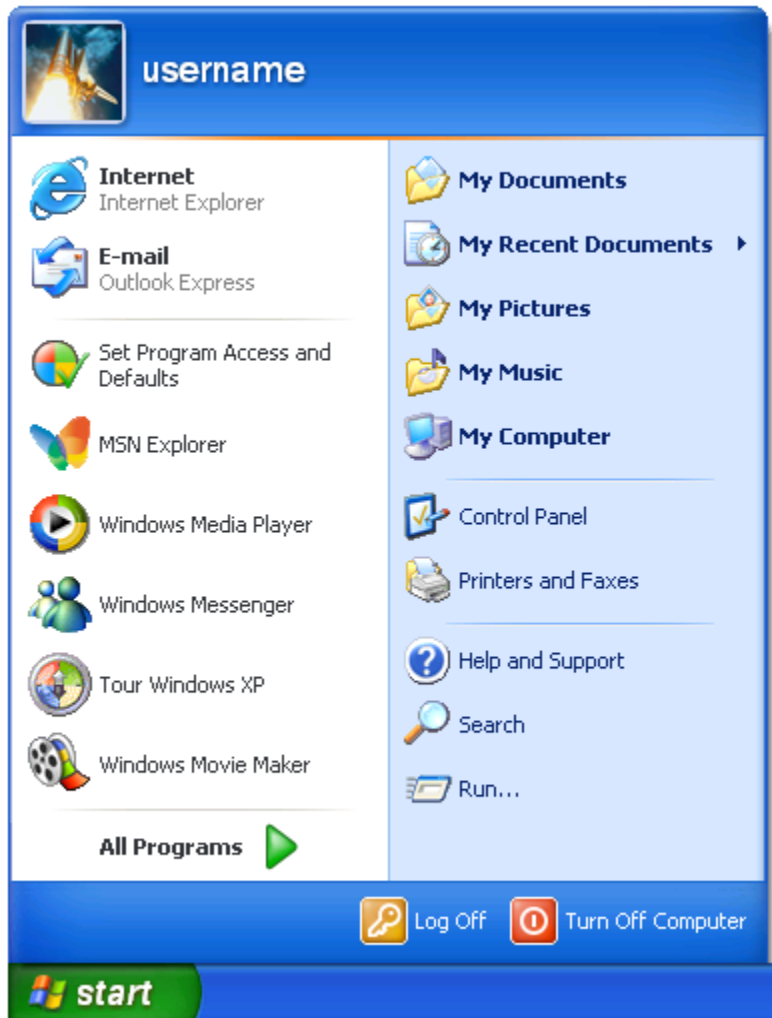 username
Internet
Internet Explorer
E-mail
Outlook Express
Set Program Access and
Defaults
MSN Explorer
Windows Media Player
Windows Messenger
Tour Windows XP
Windows Movie Maker
All Programs
My Documents
My Recent Documents
My Pictures
My Music
My Computer
Control Panel
Printers and Faxes
Help and Support
Search
Run...
Log Off
Turn Off Computer
start